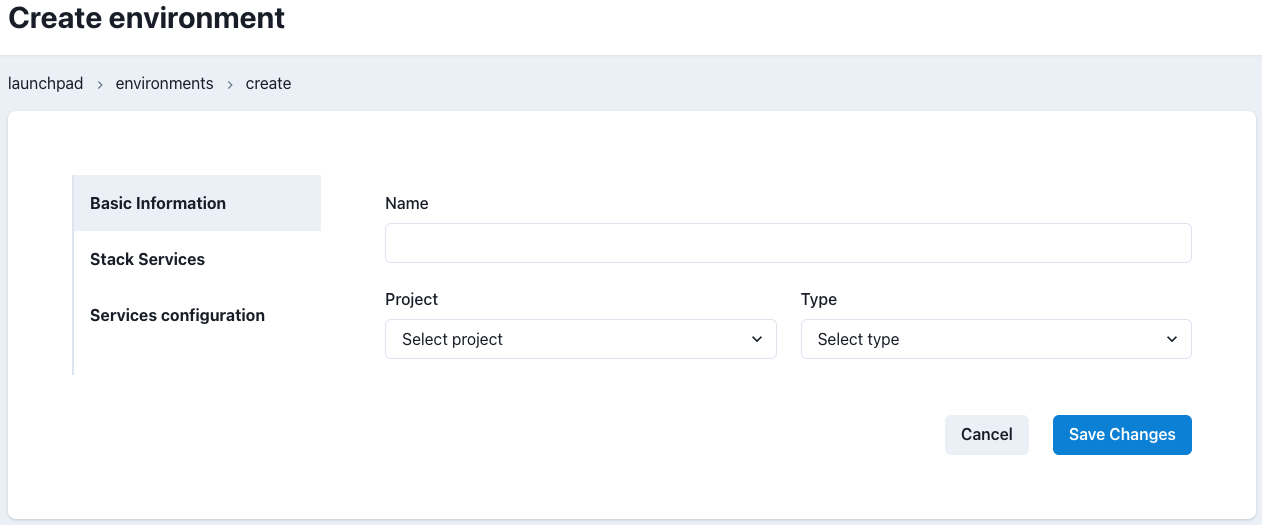 Create environment
launchpad > environments > create
Basic Information
Stack Services
Services configuration
Name
Project
Type
Select project
Select type
Cancel
Save Changes